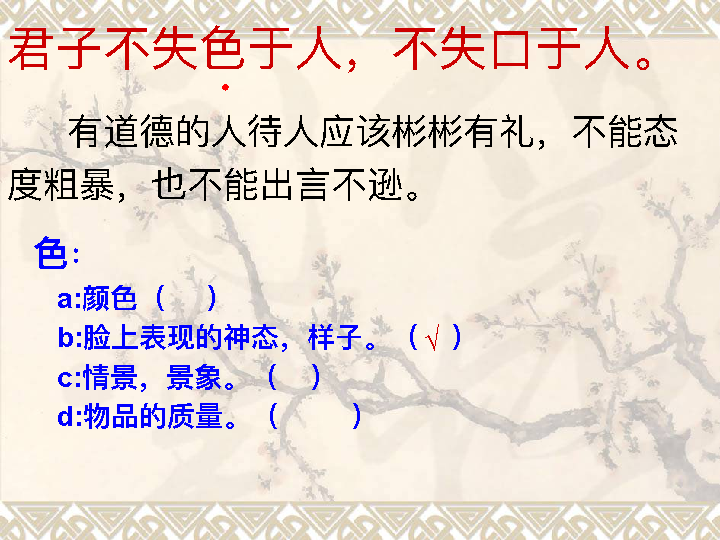 君子不失色于人，不失口于人。
有道德的人待人应该彬彬有礼，不能态
度粗暴，也不能出言不逊。
色：
a:颜色（ ）
b:脸上表现的神态，样子。（√）
c:情景，景象。（ ）
d:物品的质量。（ ）